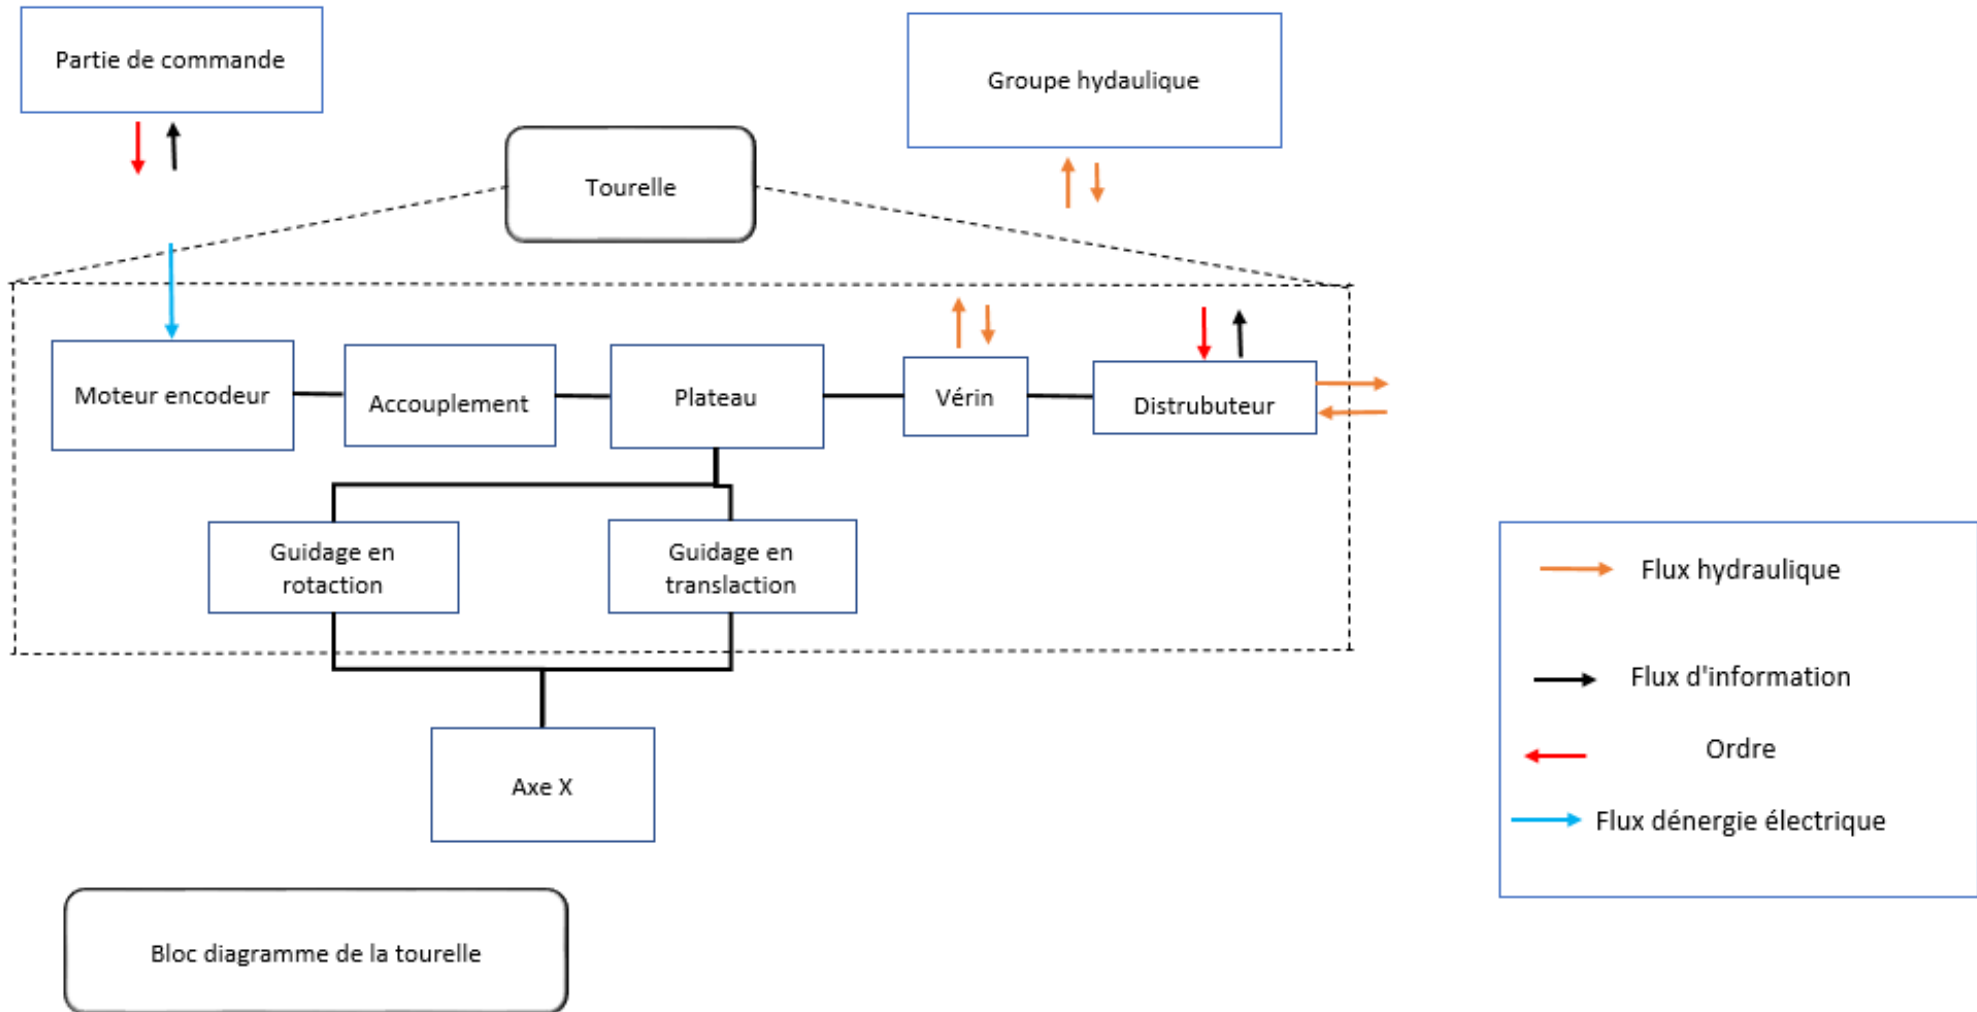 Partie de commande
Groupe hydaulique
Tourelle
Moteur encodeur
Accouplement
Plateau
Vérin
Distrubuteur
Guidage en
rotaction
Guidage en
translaction
Axe X
Flux hydraulique
Flux d'information
Ordre
Flux dénergie électrique
Bloc diagramme de la tourelle